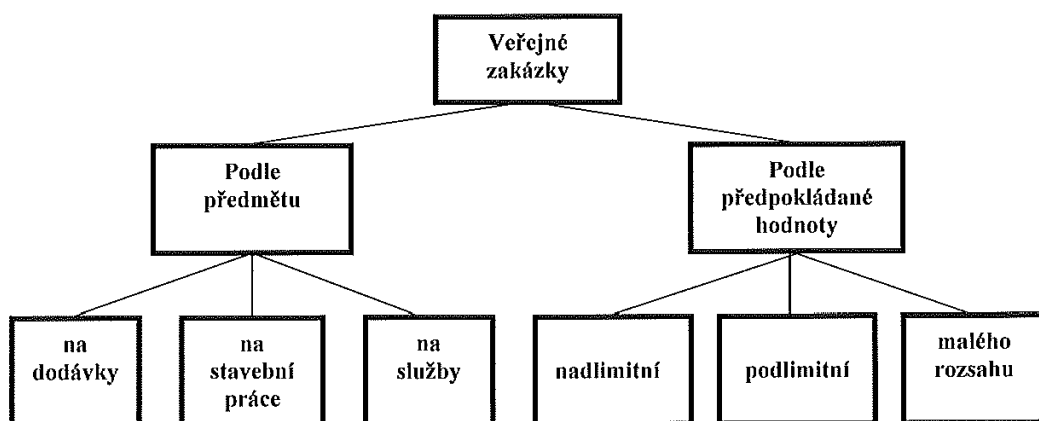 Veřejné
zakázky
Podle
předmětu
Podle
předpokládané
hodnoty
na
dodávky
na
stavební
práce
na
služby
nadlimitní
podlimitní
malého
rozsahu